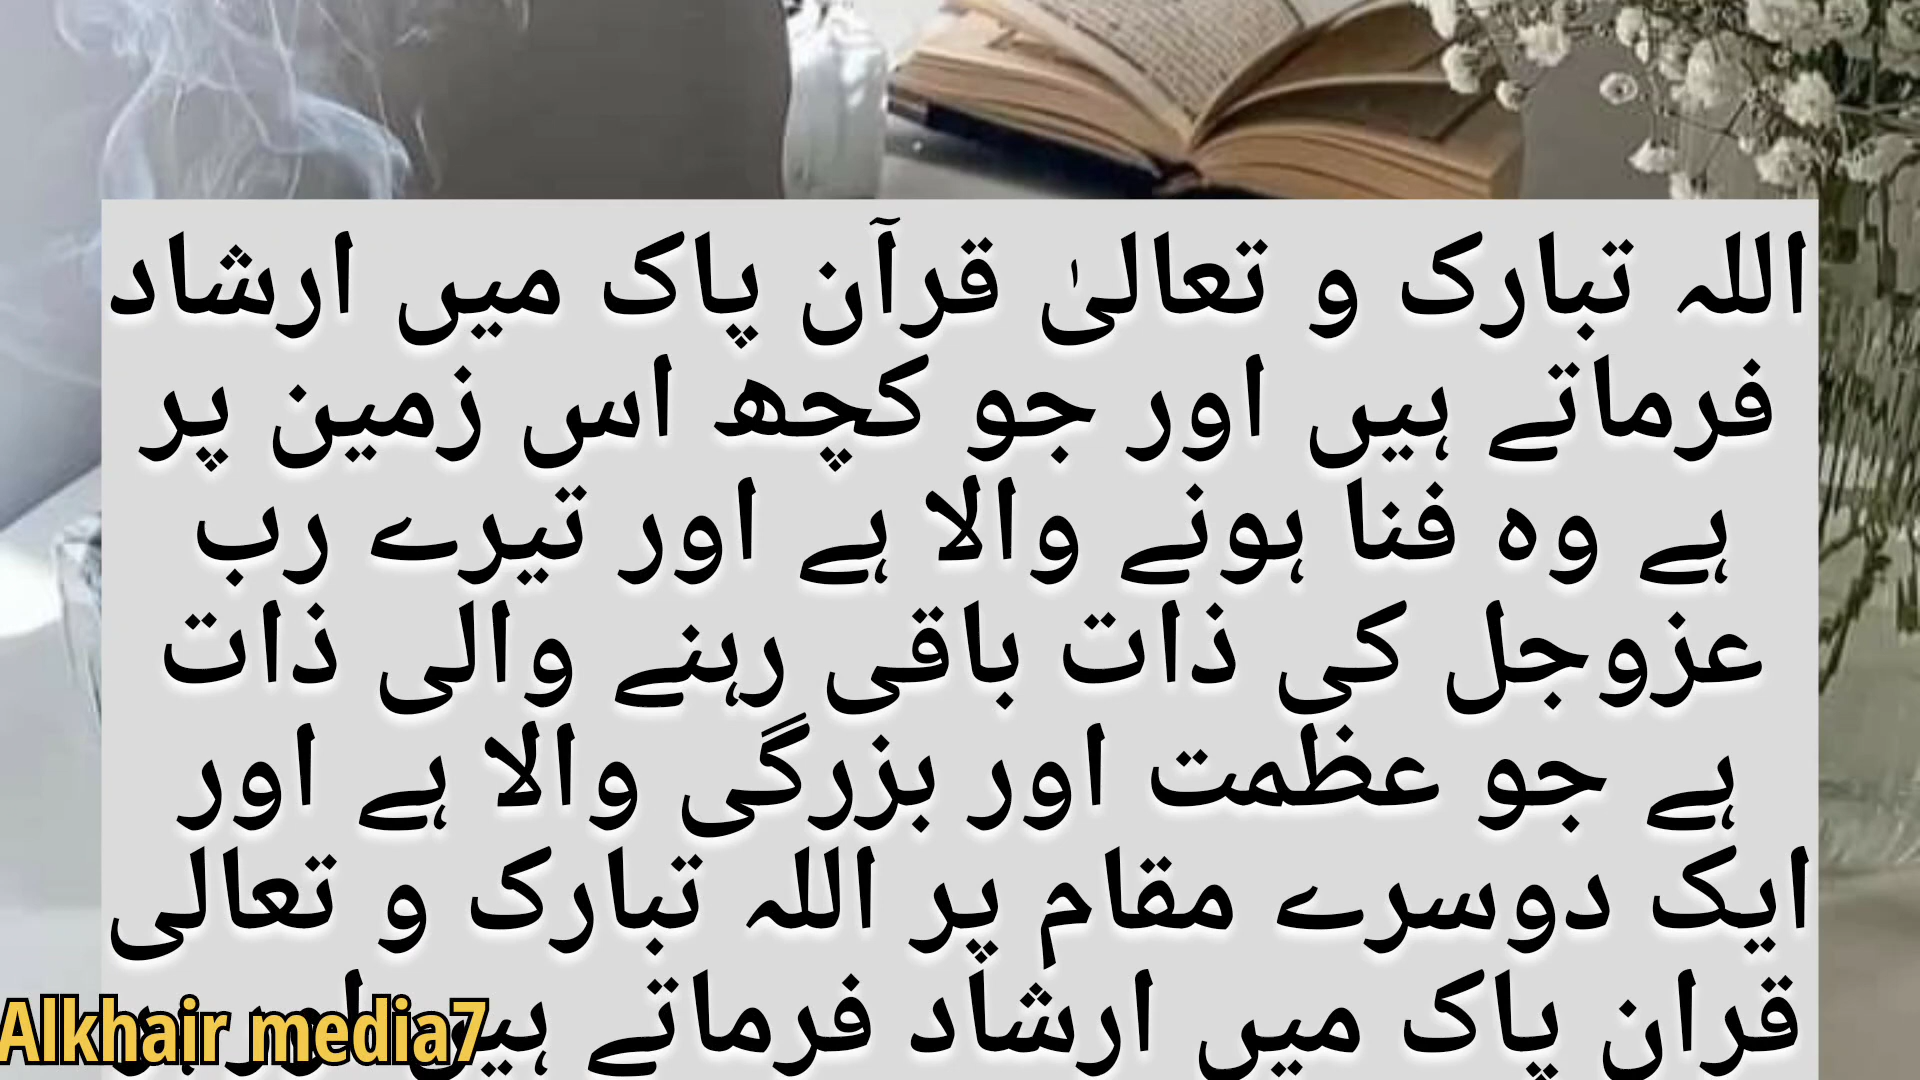 اللہ تبارک و تعالیٰ قرآن پاک میں ارشاد
فرماتے ہیں اور جو کچھ اس زمین پر
ہے وہ فنا ہونے والا ہے اور تیرے رب
عزوجل کی ذات باقی رہنے والی ذات
ہے جو عظمت اور بزرگی والا ہے اور
ایک دوسرے مقام پر اللہ تبارک و تعالی
قران پاک میں ارشاد فرماتے ہیں
Alkhair media7